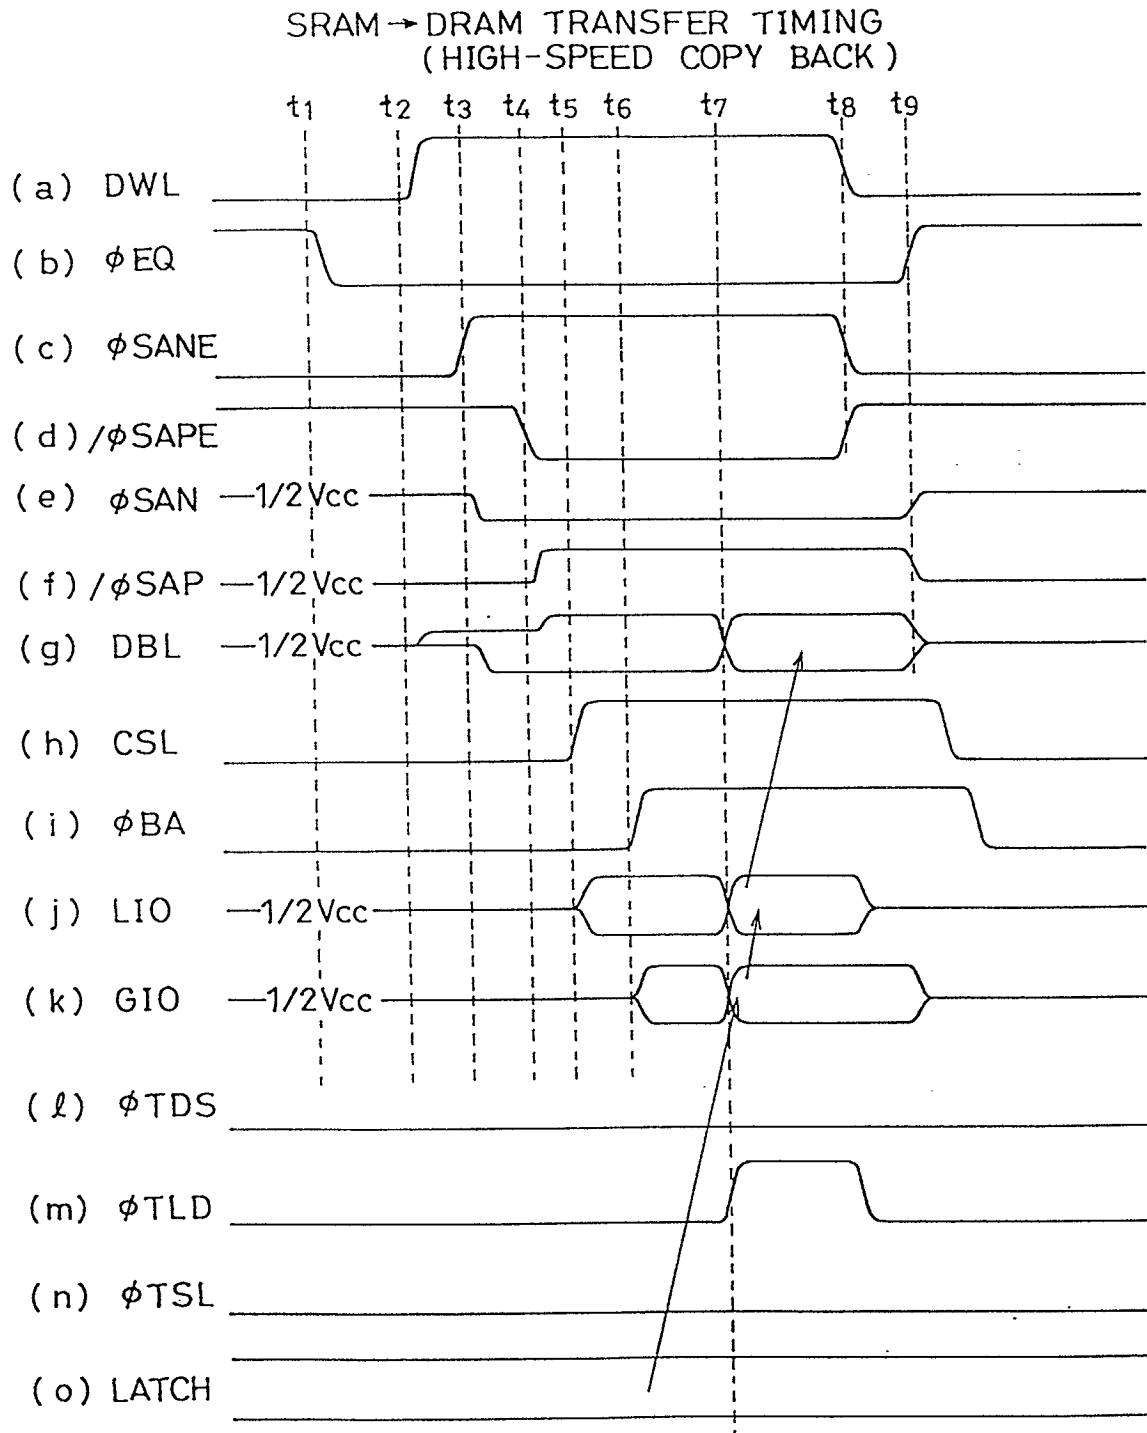 SRAM → DRAM TRANSFER TIMING
(HIGH-SPEED COPY BACK)
t1 t2 t3 t4 t5 t6 t7 t8 t9
(a) DWL
(b) φEQ
(c) φSANE
(d) /φSAPE
(e) φSAN 1/2Vcc
(f) /φSAP 1/2Vcc
(g) DBL 1/2Vcc
(h) CSL
(i) φBA
(j) LIO 1/2Vcc
(k) GIO 1/2Vcc
(ℓ) φTDS
(m) φTLD
(n) φTSL
(o) LATCH